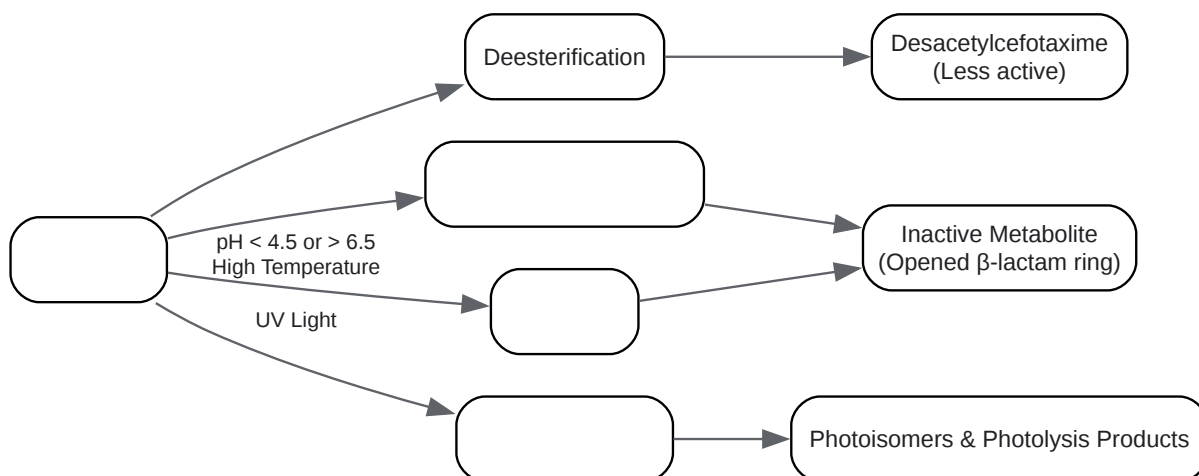 Deesterification
Desacetylcefotaxime
(Less active)
pH < 4.5 or > 6.5
High Temperature
Inactive Metabolite
(Opened β-lactam ring)
UV Light
Photoisomers & Photolysis Products